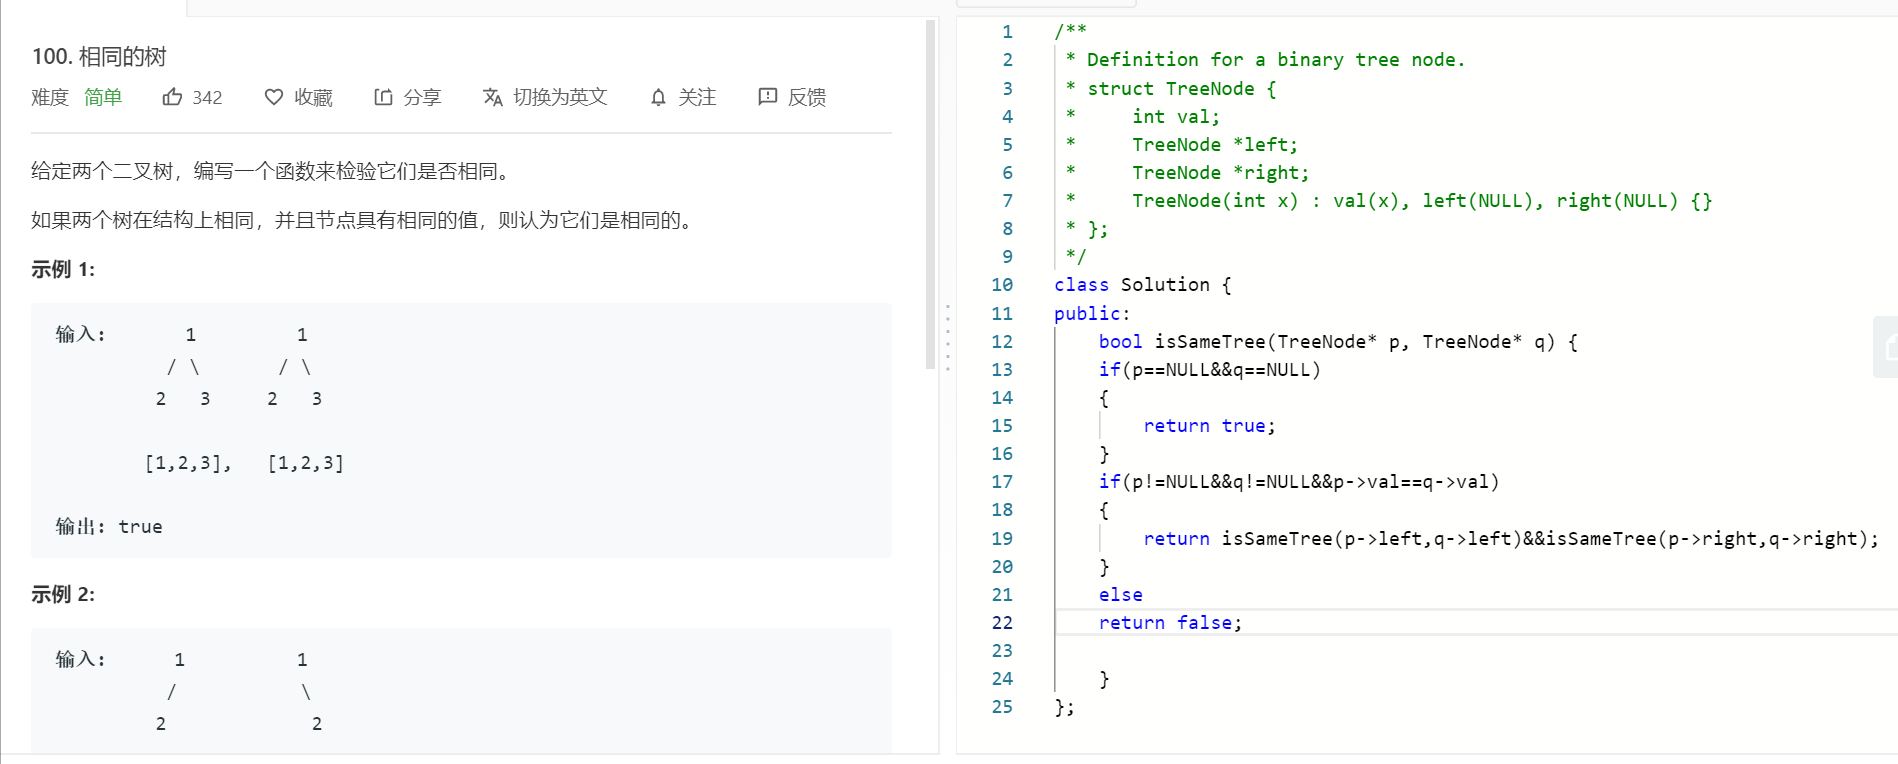 100. 相同的树
难度 简单 342 收藏 分享 切换为英文 关注 反馈
给定两个二叉树，编写一个函数来检验它们是否相同。
如果两个树在结构上相同，并且节点具有相同的值，则认为它们是相同的。
示例 1:
输入:       1         1
          / \       / \
         2   3     2   3
        [1,2,3],   [1,2,3]
输出: true
示例 2:
输入:      1          1
          /           \
         2             2
1 /**
2  * Definition for a binary tree node.
3  * struct TreeNode {
4  *     int val;
5  *     TreeNode *left;
6  *     TreeNode *right;
7  *     TreeNode(int x) : val(x), left(NULL), right(NULL) {}
8  * };
9  */
10 class Solution {
11 public:
12     bool isSameTree(TreeNode* p, TreeNode* q) {
13     if(p==NULL&&q==NULL)
14     {
15         return true;
16     }
17     if(p!=NULL&&q!=NULL&&p->val==q->val)
18     {
19         return isSameTree(p->left,q->left)&&isSameTree(p->right,q->right);
20     }
21     else
22     return false;
23
24     }
25 };